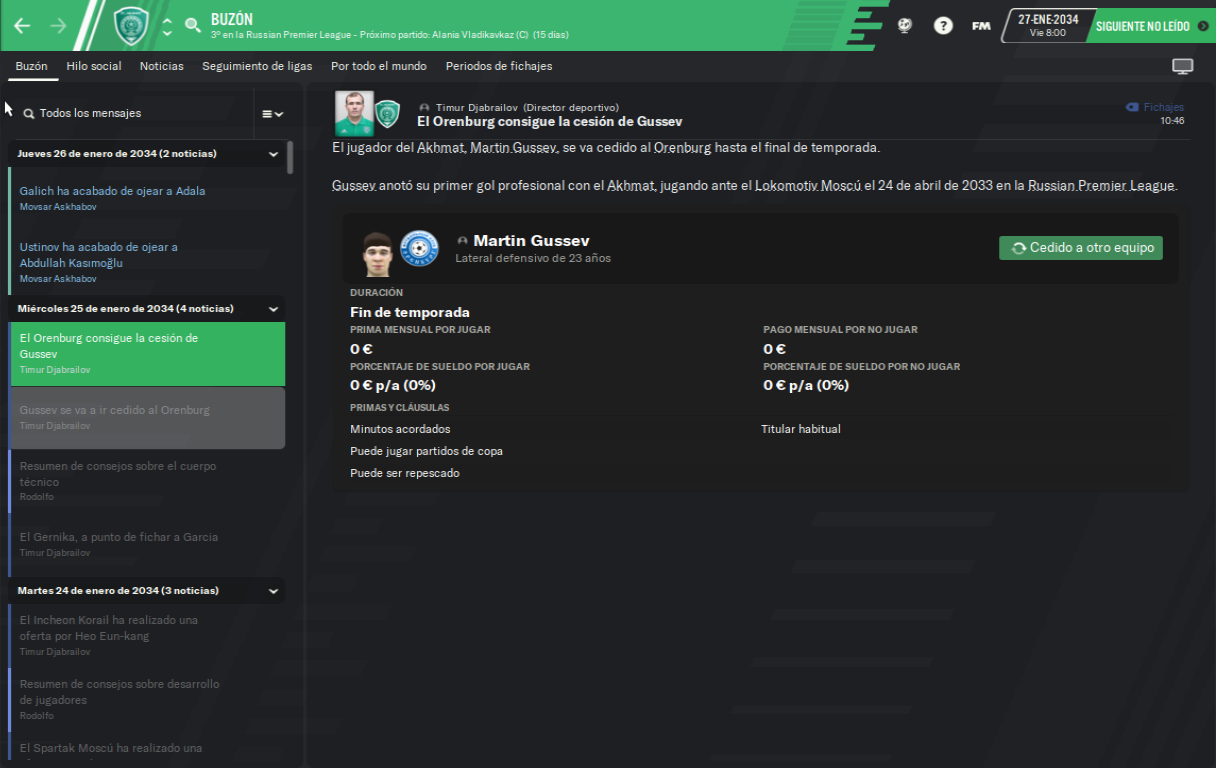 BUZÓN
3º en la Russian Premier League - Próximo partido: Alania Vladikavkaz (C) (15 días)
?
FM
27-ENE-2034
Vie 8:00
SIGUIENTE NO LEÍDO
Buzón
Hilo social
Noticias
Seguimiento de ligas
Por todo el mundo
Periodos de fichajes
Todos los mensajes
Jueves 26 de enero de 2034 (2 noticias)
Galich ha acabado de ojear a Adala
Movsar Askhabov
Ustinov ha acabado de ojear a
Abdullah Kasımoğlu
Movsar Askhabov
Miércoles 25 de enero de 2034 (4 noticias)
El Orenburg consigue la cesión de
Gussev
Timur Djabrailov
Gussev se va a ir cedido al Orenburg
Timur Djabrailov
Resumen de consejos sobre el cuerpo
técnico
Rodolfo
El Gernika, a punto de fichar a Garcia
Timur Djabrailov
Martes 24 de enero de 2034 (3 noticias)
El Incheon Korail ha realizado una
oferta por Heo Eun-kang
Timur Djabrailov
Resumen de consejos sobre desarrollo
de jugadores
Rodolfo
El Spartak Moscú ha realizado una
Timur Djabrailov (Director deportivo)
El Orenburg consigue la cesión de Gussev
Fichajes
10:46
El jugador del Akhmat, Martin Gussev, se va cedido al Orenburg hasta el final de temporada.
Gussev anotó su primer gol profesional con el Akhmat, jugando ante el Lokomotiv Moscú el 24 de abril de 2033 en la Russian Premier League.
Martin Gussev
Lateral defensivo de 23 años
Cedido a otro equipo
DURACIÓN
Fin de temporada
PRIMA MENSUAL POR JUGAR
PAGO MENSUAL POR NO JUGAR
0 €
0 €
PORCENTAJE DE SUELDO POR JUGAR
PORCENTAJE DE SUELDO POR NO JUGAR
0 € p/a (0%)
0 € p/a (0%)
PRIMAS Y CLÁUSULAS
Minutos acordados
Titular habitual
Puede jugar partidos de copa
Puede ser repescado